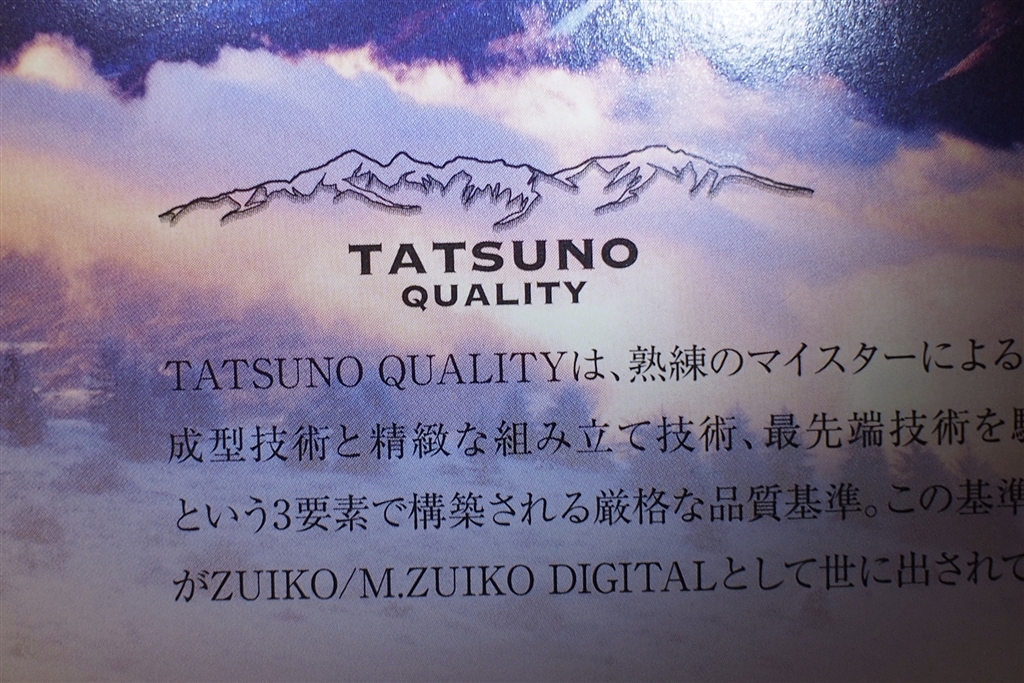 TATSUNO
QUALITY
TATSUNO QUALITYは、熟練のマイスターによる
成型技術と精緻な組み立て技術、最先端技術を
という3要素で構築される厳格な品質基準。この基準
がZUIKO/M.ZUIKO DIGITALとして世に出されて